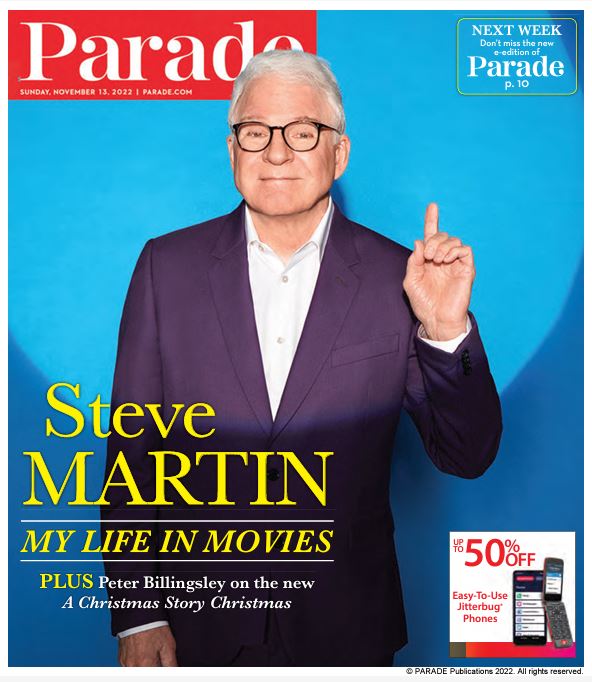 Parade
SUNDAY, NOVEMBER 13, 2022 | PARADE.COM
NEXT WEEK
Don't miss the new
e-edition of
Parade
p. 10
Steve
MARTIN
MY LIFE IN MOVIES
PLUS Peter Billingsley on the new
A Christmas Story Christmas
UP TO 50% OFF
Easy-To-Use
Jitterbug®
Phones
© PARADE Publications 2022. All rights reserved.